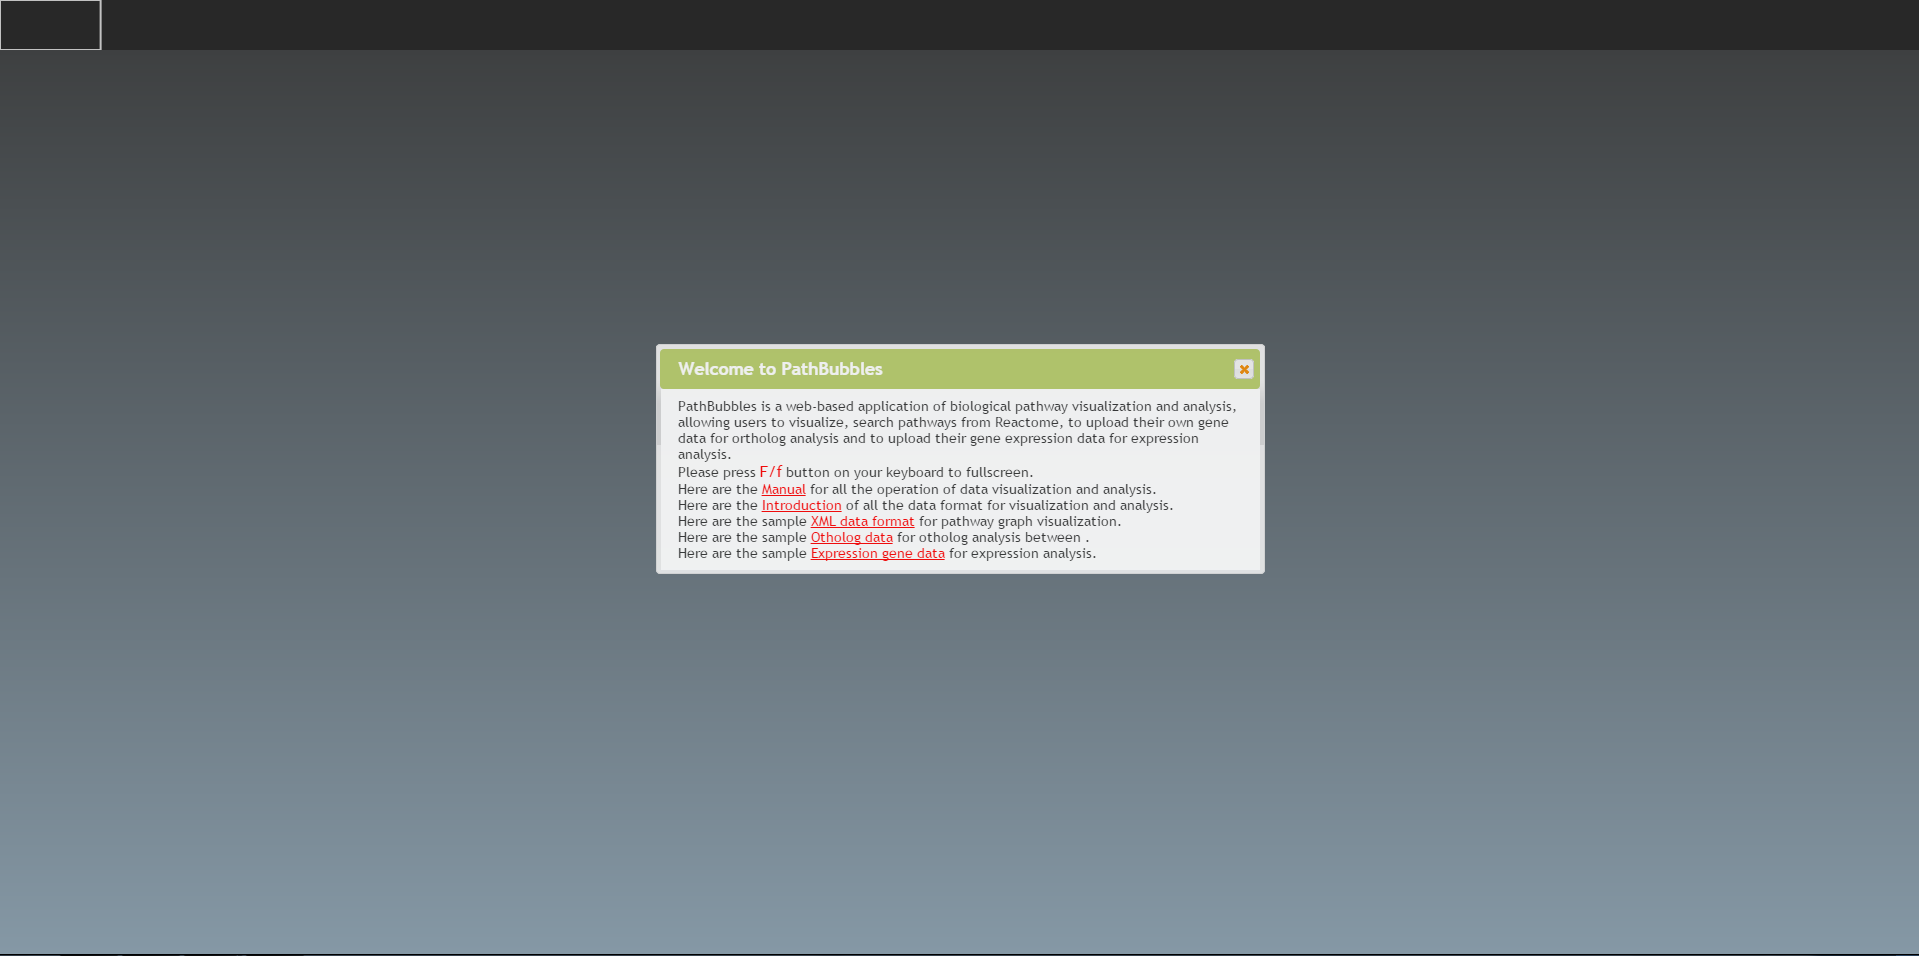 Welcome to PathBubbles
PathBubbles is a web-based application of biological pathway visualization and analysis,
allowing users to visualize, search pathways from Reactome, to upload their own gene
data for ortholog analysis and to upload their gene expression data for expression
analysis.
Please press F/f button on your keyboard to fullscreen.
Here are the Manual for all the operation of data visualization and analysis.
Here are the Introduction of all the data format for visualization and analysis.
Here are the sample XML data format for pathway graph visualization.
Here are the sample Otholog data for otholog analysis between .
Here are the sample Expression gene data for expression analysis.